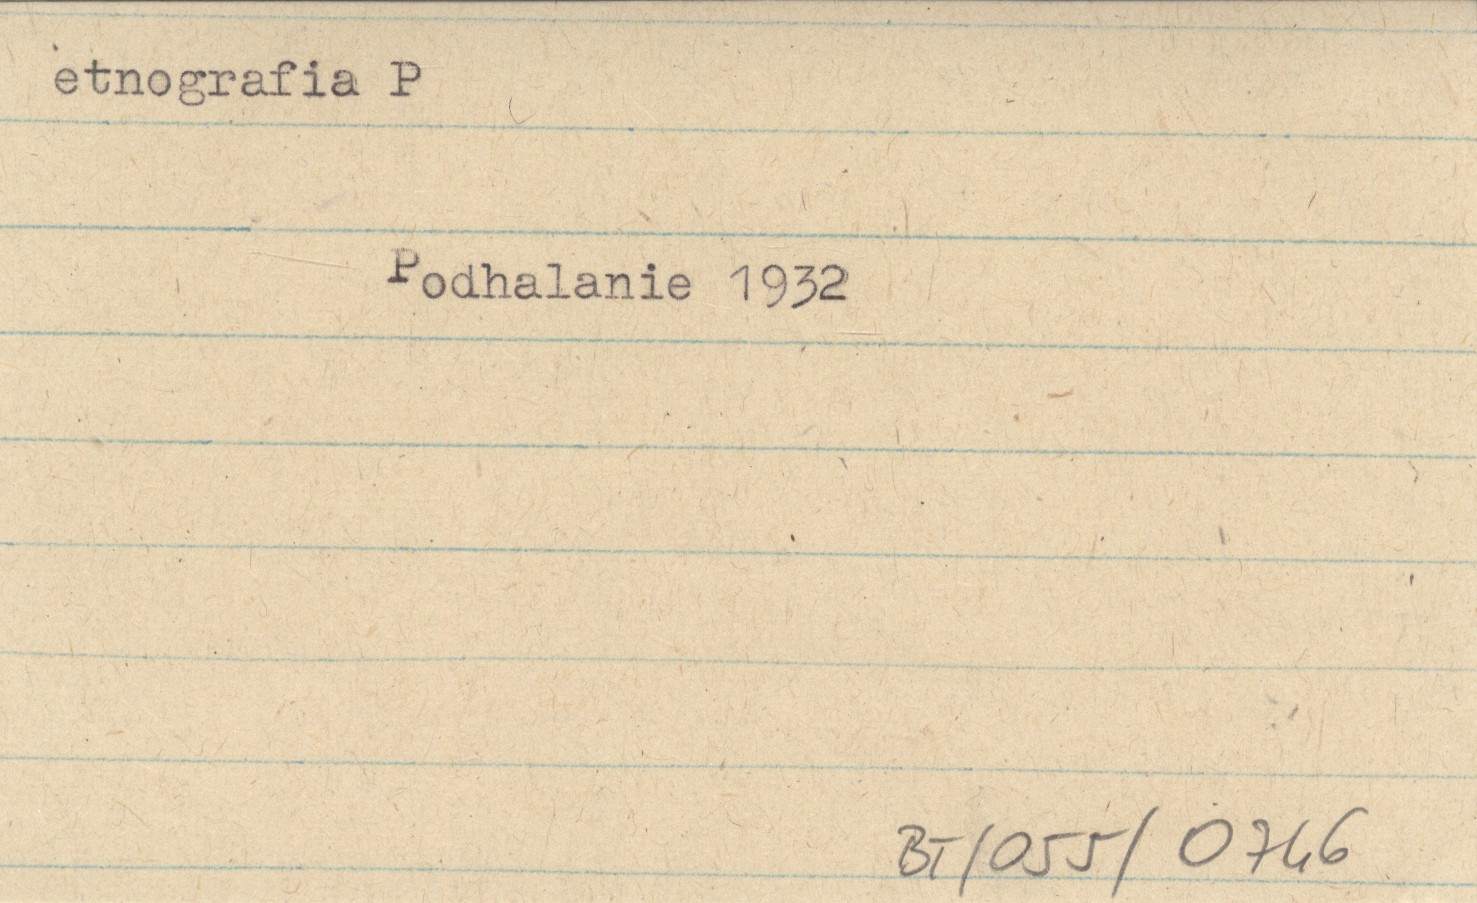 etnografia P
Podhalanie 1932
BT/055/0746